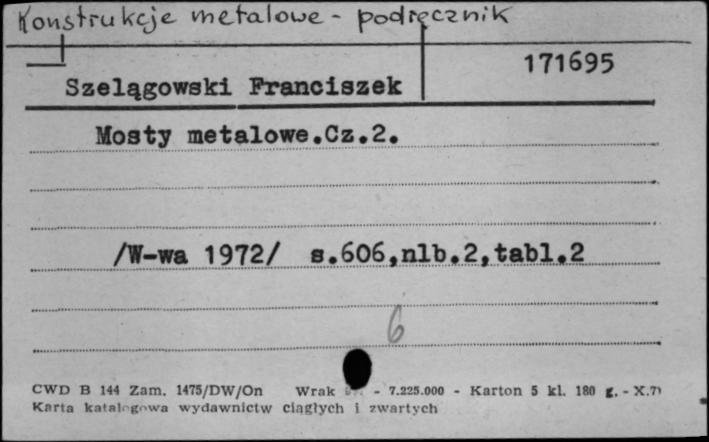 Konstrukcje metalowe - podręcznik
171695
Szelągowski Franciszek
Mosty metalowe.Cz.2.
/W-wa 1972/ s.606,nlb.2,tabl.2
6
CWD B 144 Zam. 1475/DW/On Wrak - 7.225.000 - Karton 5 kl. 180 g. - X.71
Karta katalogowa wydawnictw ciągłych i zwartych